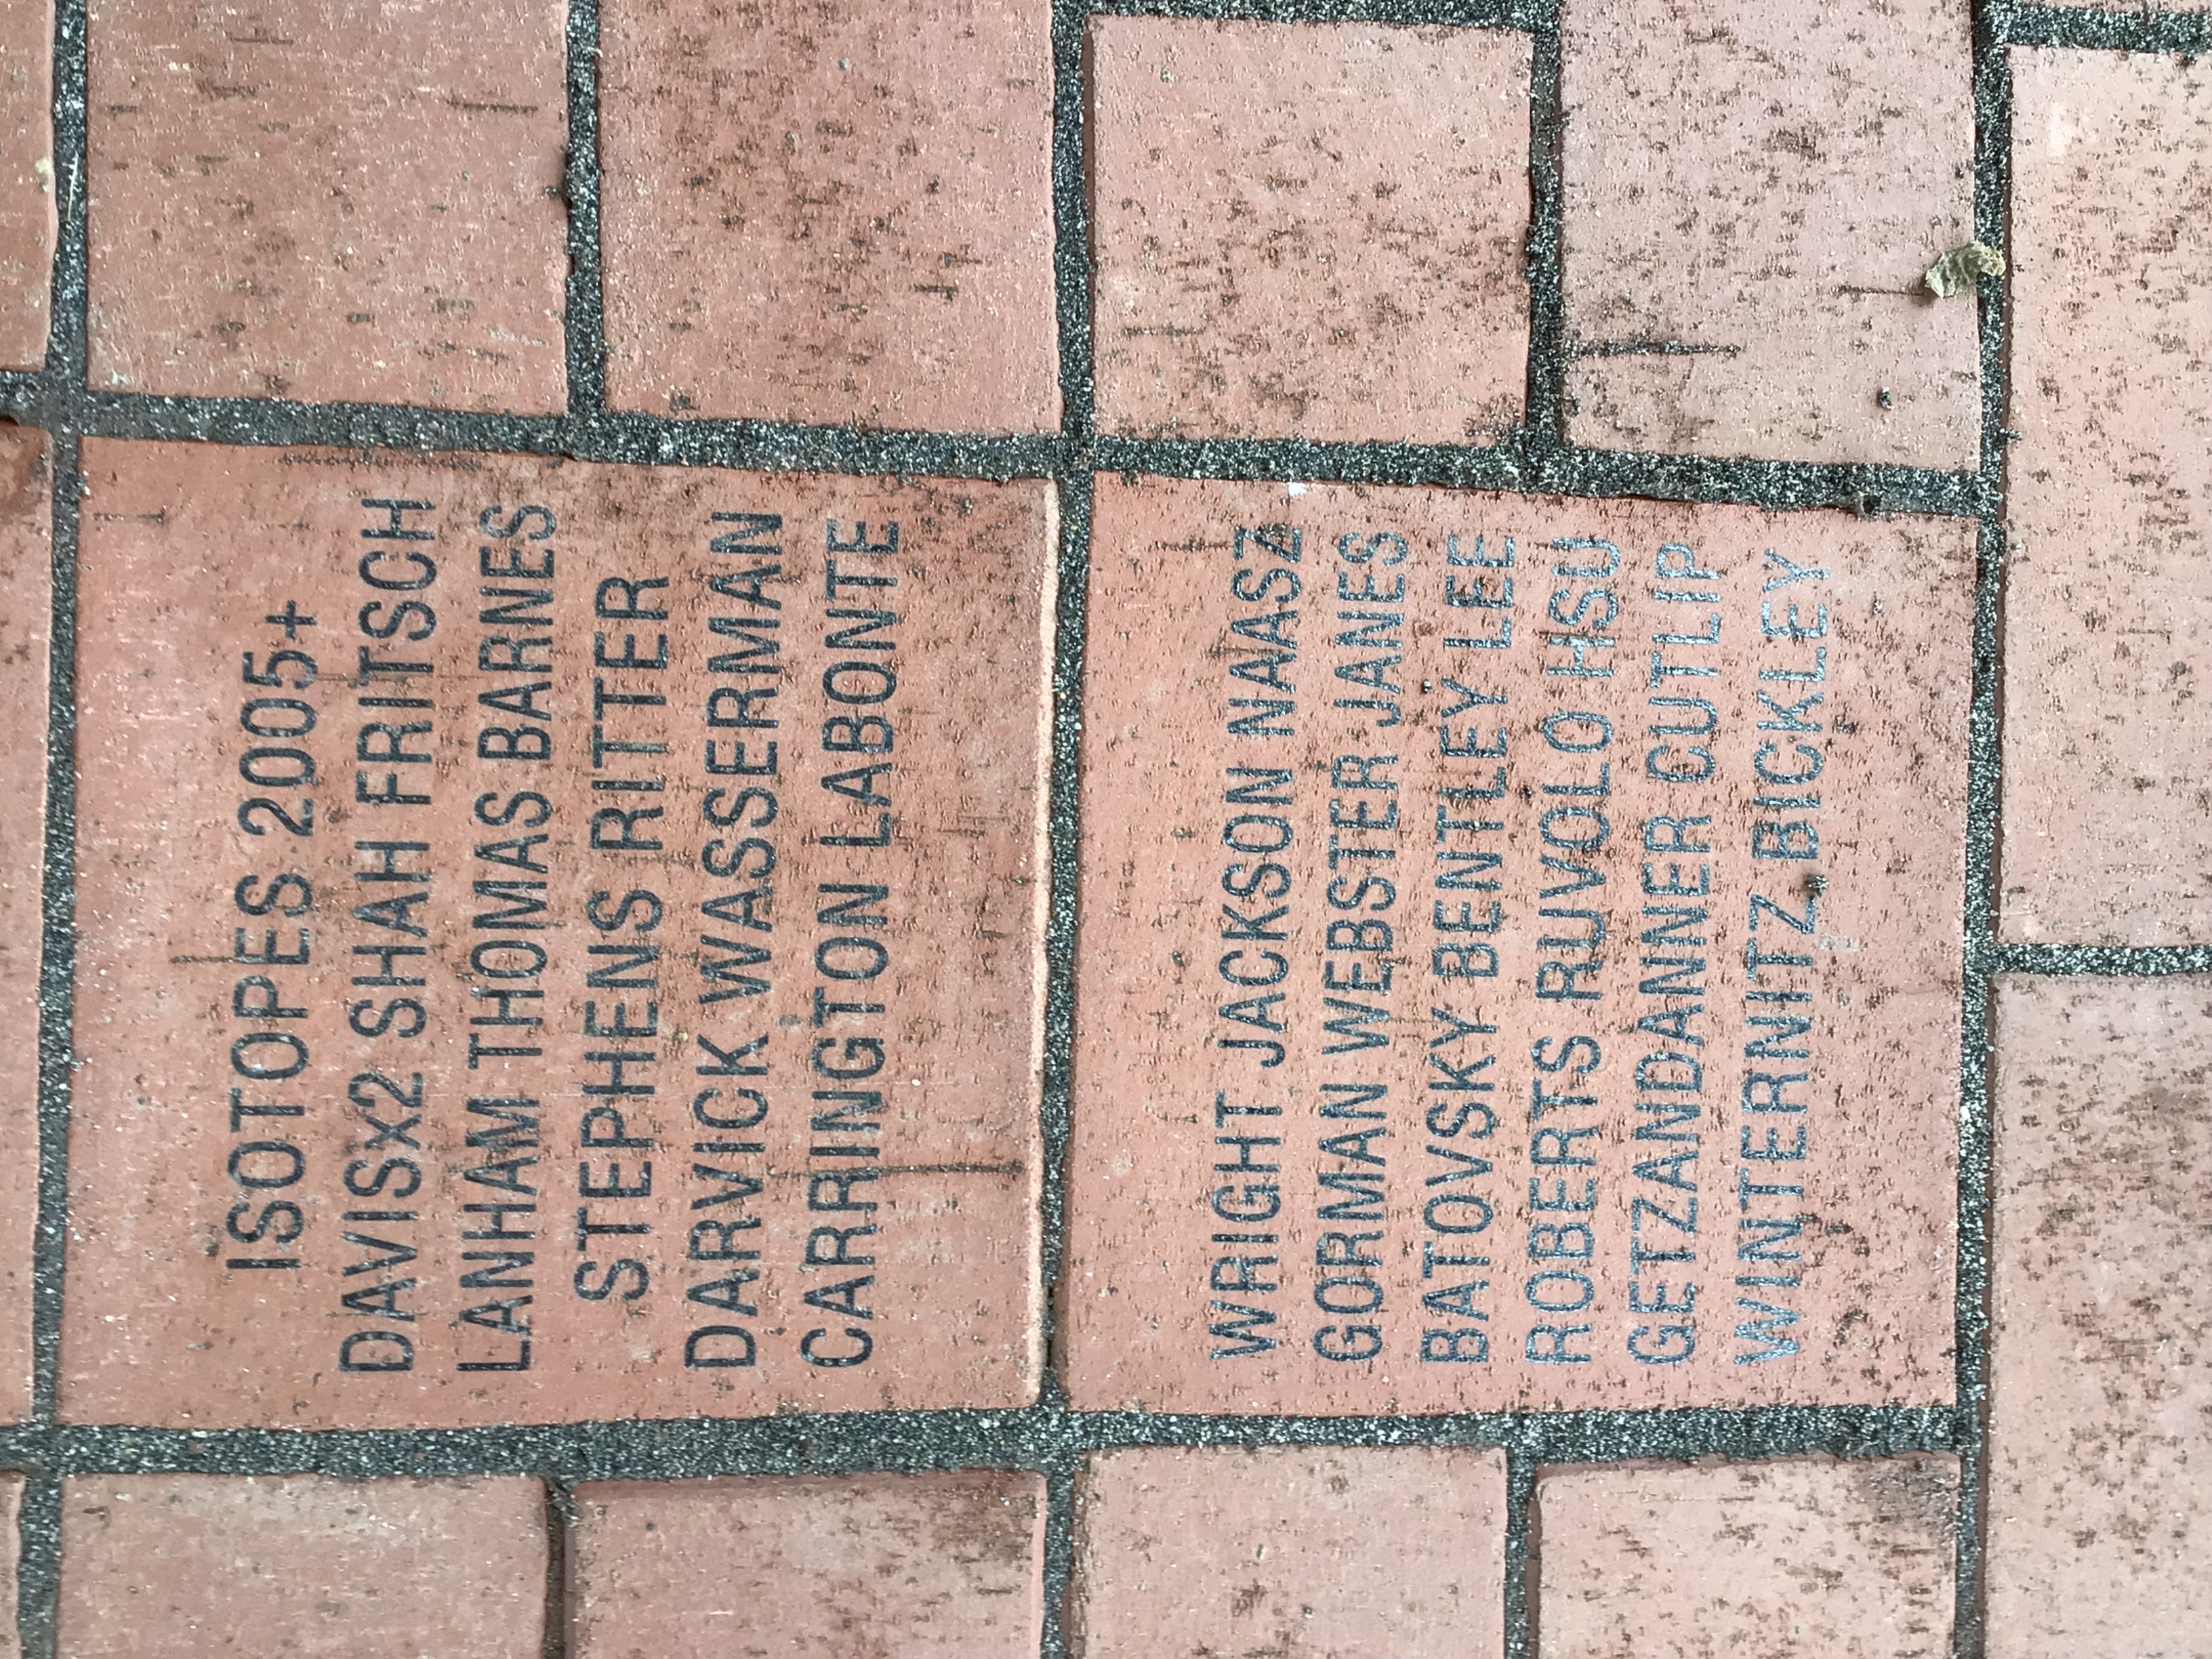 ISOTOPES 2005+
DAVISx2 SHAH FRITSCH
LANHAM THOMAS BARNES
STEPHENS RITTER
DARVICK WASSERMAN
CARRINGTON LABONTE
WRIGHT JACKSON NAASZ
GORMAN WEBSTER JANES
BATOVSKY BENTLEY LEE
ROBERTS RUVOLO HSU
GETZANDANNER CUTLIP
WINTERNITZ BICKLEY